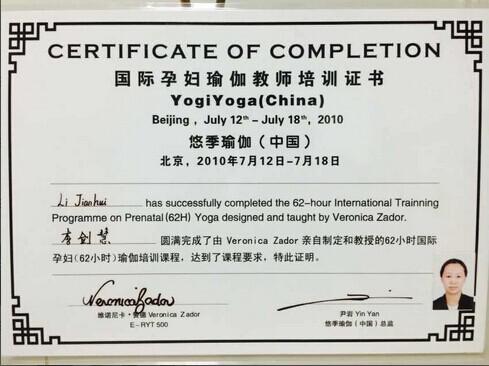 CERTIFICATE OF COMPLETION
国际孕妇瑜伽教师培训证书
YogiYoga(China)
Beijing , July 12th - July 18th, 2010
悠季瑜伽（中国）
北京，2010年7月12日-7月18日
Li Jianhui has successfully completed the 62-hour International Trainning
Programme on Prenatal(62H) Yoga designed and taught by Veronica Zador.
李剑慧 圆满完成了由 Veronica Zador 亲自制定和教授的62小时国际
孕妇(62小时)瑜伽培训课程，达到了课程要求，特此证明。
Veronica Zador
维诺尼卡·赛德 Veronica Zador 尹岩 Yin Yan
E-RYT 500 悠季瑜伽（中国）总监